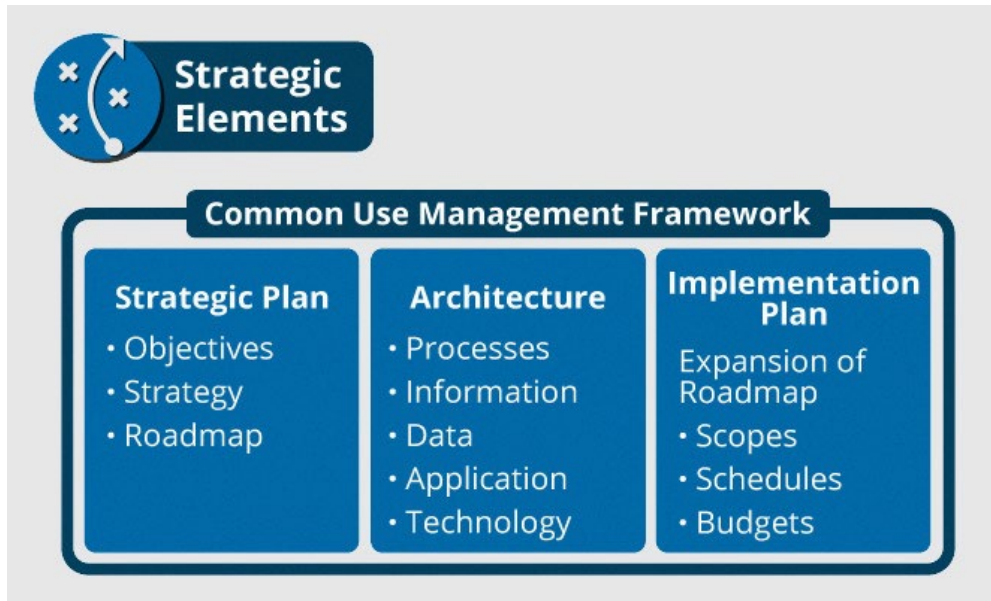 Strategic
Elements
Common Use Management Framework
Strategic Plan
• Objectives
• Strategy
• Roadmap
Architecture
• Processes
• Information
• Data
• Application
• Technology
Implementation
Plan
Expansion of
Roadmap
• Scopes
• Schedules
• Budgets